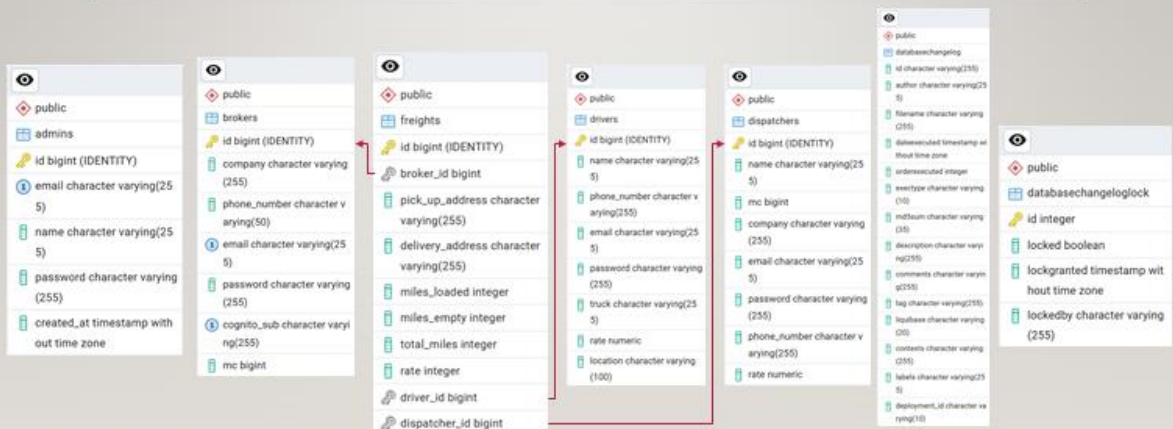 public
admins
id bigint (IDENTITY)
email character varying(25
5)
name character varying(25
5)
password character varying
(255)
created_at timestamp with
out time zone
public
brokers
id bigint (IDENTITY)
company character varying
(255)
phone_number character v
arying(50)
email character varying(25
5)
password character varying
(255)
cognito_sub character varyi
ng(255)
mc bigint
public
freights
id bigint (IDENTITY)
broker_id bigint
pick_up_address character
varying(255)
delivery_address character
varying(255)
miles_loaded integer
miles_empty integer
total_miles integer
rate integer
driver_id bigint
dispatcher_id bigint
public
drivers
id bigint (IDENTITY)
name character varying(25
5)
phone_number character v
arying(255)
email character varying(25
5)
password character varying
(255)
truck character varying(25
5)
rate numeric
location character varying
(100)
public
dispatchers
id bigint (IDENTITY)
name character varying(25
5)
mc bigint
company character varying
(255)
email character varying(25
5)
password character varying
(255)
phone_number character v
arying(255)
rate numeric
public
databasechangelog
id character varying(255)
author character varying(25
5)
filename character varying
(255)
dateexecuted timestamp wi
thout time zone
orderexecuted integer
exectype character varying
(10)
md5sum character varying
(35)
description character varyi
ng(255)
comments character varyin
g(255)
tag character varying(255)
liquibase character varying
(20)
contexts character varying
(255)
labels character varying(25
5)
deployment_id character va
rying(10)
public
databasechangeloglock
id integer
locked boolean
lockgranted timestamp wit
hout time zone
lockedby character varying
(255)